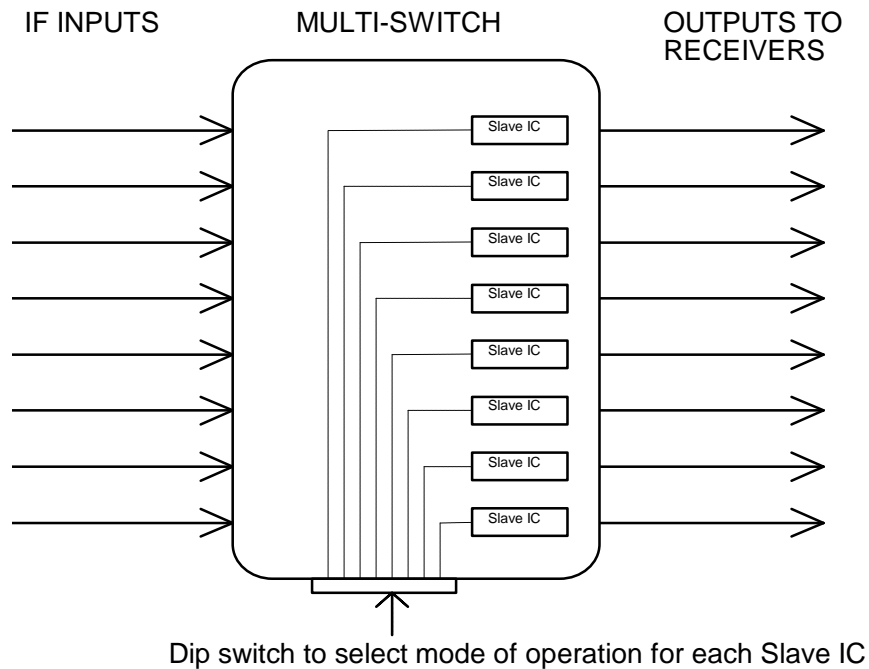 IF INPUTS
MULTI-SWITCH
OUTPUTS TO
RECEIVERS
Slave IC
Slave IC
Slave IC
Slave IC
Slave IC
Slave IC
Slave IC
Slave IC
Dip switch to select mode of operation for each Slave IC